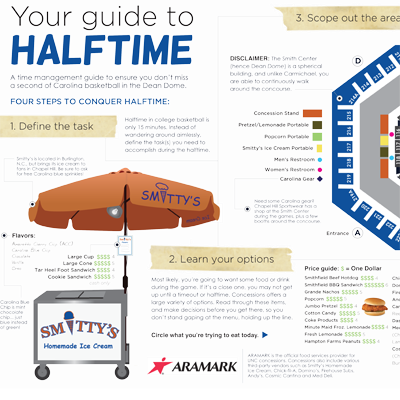 Your guide to
HALFTIME
A time management guide to ensure you don't miss
a second of Carolina basketball in the Dean Dome.
FOUR STEPS TO CONQUER HALFTIME:
1. Define the task
Halftime in college basketball is
only 15 minutes. Instead of
wandering around aimlessly,
define the task(s) you need to
accomplish during the halftime.
Smitty's is located in Burlington
N.C., but brings its ice cream to
fans in Chapel Hill. Be sure to ask
for free Carolina blue sprinkles.
SMITTY'S
Flavors:
Large Cup $$$$
Large Cone $$$$$
Tar Heel Foot Sandwich $$$$
Cookie Sandwich
Carolina Blue
chip is mint
chocolate
chip, just
blue instead
of green!
SMITTY'S
Homemade Ice Cream
3. Scope out the area
DISCLAIMER: The Smith Center
(hence Dean Dome) is a spherical
building, and unlike Carmichael, you
are able to continuously walk
around the concourse.
Concession Stand
Pretzel/Lemonade Portable
Popcorn Portable
Smitty's Ice Cream Portable
Men's Restroom
Women's Restroom
Carolina Gear
Need some Carolina gear?
Chapel Hill Sportswear has a
shop at the Smith Center
during the games plus a few
booths around the concourse
D
214
215
216
217
218
219
Entrance
A
2. Learn your options
Most likely, you're going to want some food or drink
during the game. If it's a close one, you may not get
up until a timeout or halftime. Concessions offers a
large variety of options. Read through these items,
and make decisions before you get there, so you
don't stand gaping at the menu, holding up the line.
Circle what you're trying to eat today.
Price guide: $ = One Dollar
Smithfield Beef Hotdog $$$$
Smithfield BBQ Sandwich $$$$$$
Grande Nachos $$$$$
Popcorn $$$$
Jumbo Pretzel $$$$
Cotton Candy $$$$
Coke Products $$$$
Minute Maid Froz. Lemonade $$$$
Fresh Lemonade $$$$$
Hampton Farms Peanuts $$$$
ARAMARK
ARAMARK is the official food services provider for
UNC concessions. Concessions also include various
third party vendors such as Smitty's Homemade
Ice Cream, Chick-fil-A, Domino's, Firehouse Subs,